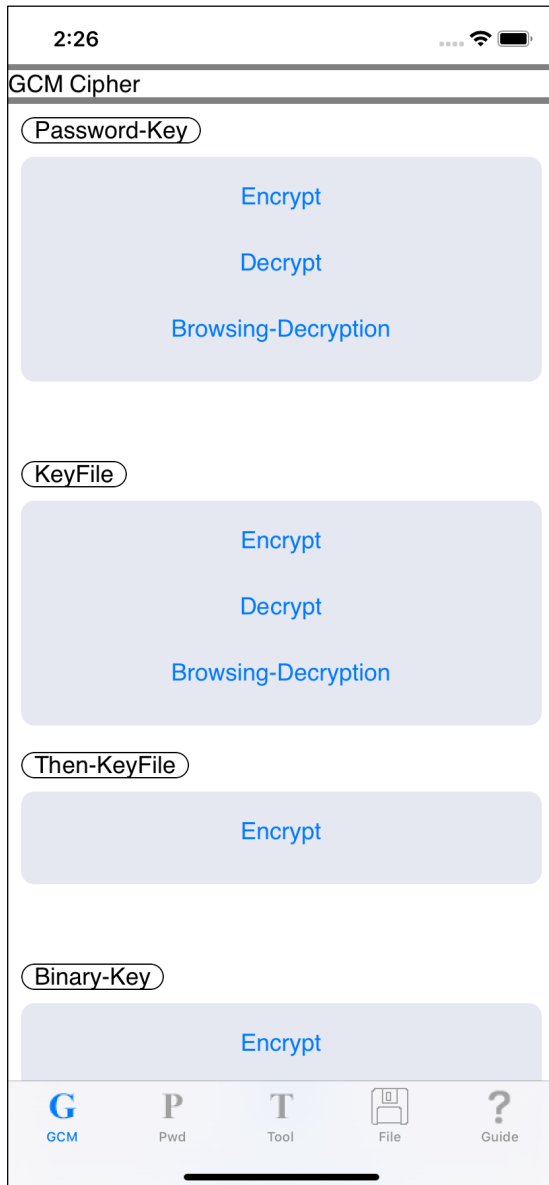 2:26
GCM Cipher
Password-Key
Encrypt
Decrypt
Browsing-Decryption
KeyFile
Encrypt
Decrypt
Browsing-Decryption
Then-KeyFile
Encrypt
Binary-Key
Encrypt
G P T ?
GCM Pwd Tool File Guide